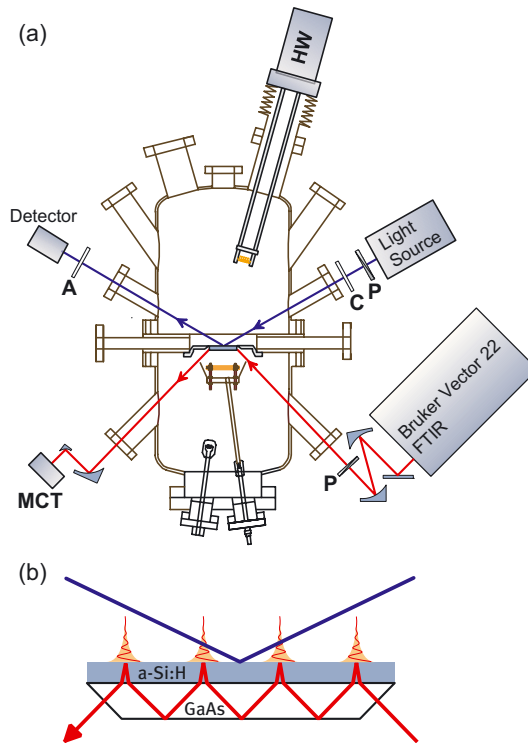 (a)
HW
Detector
A
Light
Source
C
P
Bruker Vector 22
FTIR
P
MCT
(b)
a-Si:H
GaAs